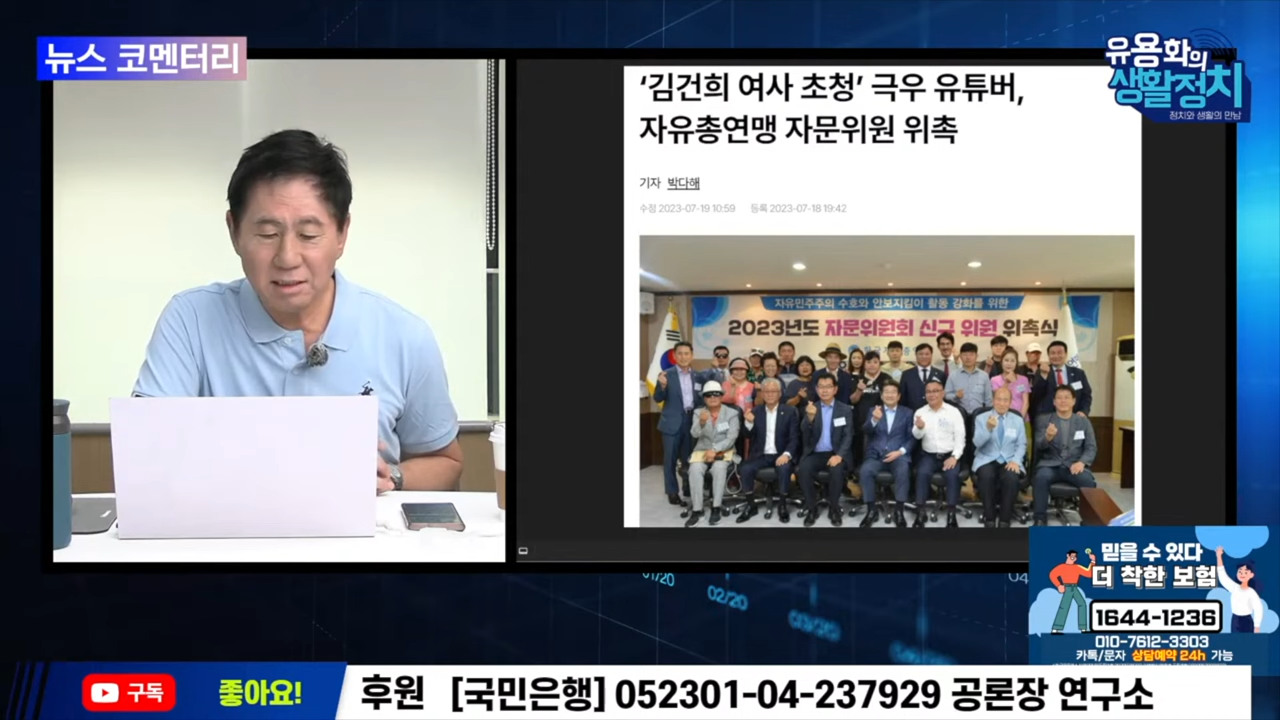 뉴스 코멘터리
유용화의
생활정치
정치와 생활의 만남
‘김건희 여사 초청’ 극우 유튜버,
자유총연맹 자문위원 위촉
기자 박다해
수정 2023-07-19 10:59 등록 2023-07-18 19:42
자유민주주의 수호와 안보지킴이 활동 강화를 위한
2023년도 자문위원회 신규 위원 위촉식
01/20
02/20
03/20
04
믿을 수 있다
더 착한 보험
1644-1236
010-7612-3303
카톡/문자 상담예약 24h 가능
구독
좋아요!
후원 [국민은행] 052301-04-237929 공론장 연구소